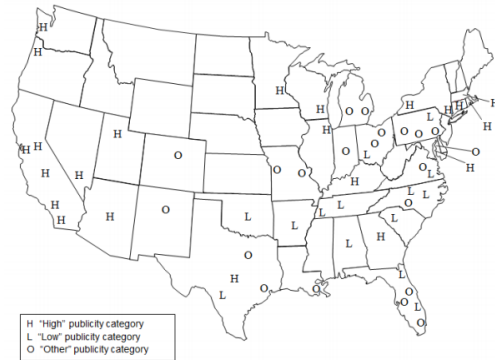 H
H
H
H H
H O O H H
L
H
H H O O O O
O
H H
O O L O
O O O H
H H L
H
L L
H O L O
L
H L L L
H
H L
O
L
H
O O
L O
O
L
O
H "High" publicity category
L "Low" publicity category
O "Other" publicity category